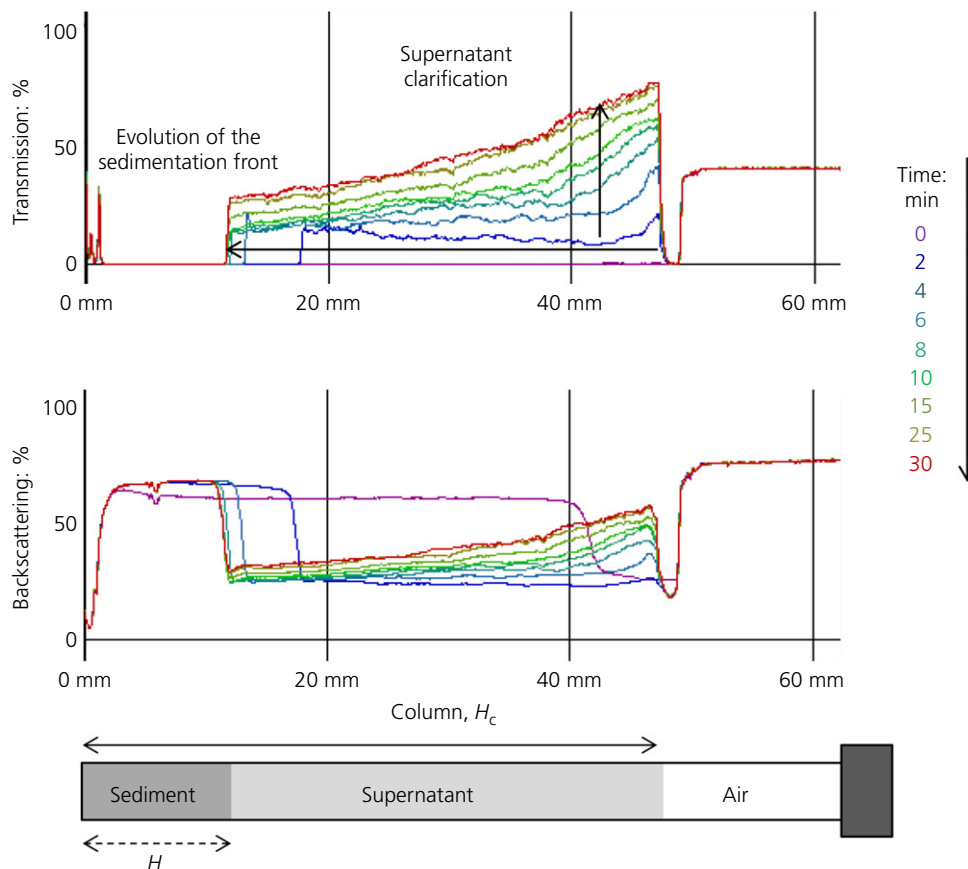 100
50
0
Transmission: %
Evolution of the
sedimentation front
Supernatant
clarification
0 mm
20 mm
40 mm
60 mm
Time:
min
0
2
4
6
8
10
15
25
30
100
50
0
Backscattering: %
0 mm
20 mm
40 mm
60 mm
Column, Hc
Sediment
Supernatant
Air
H